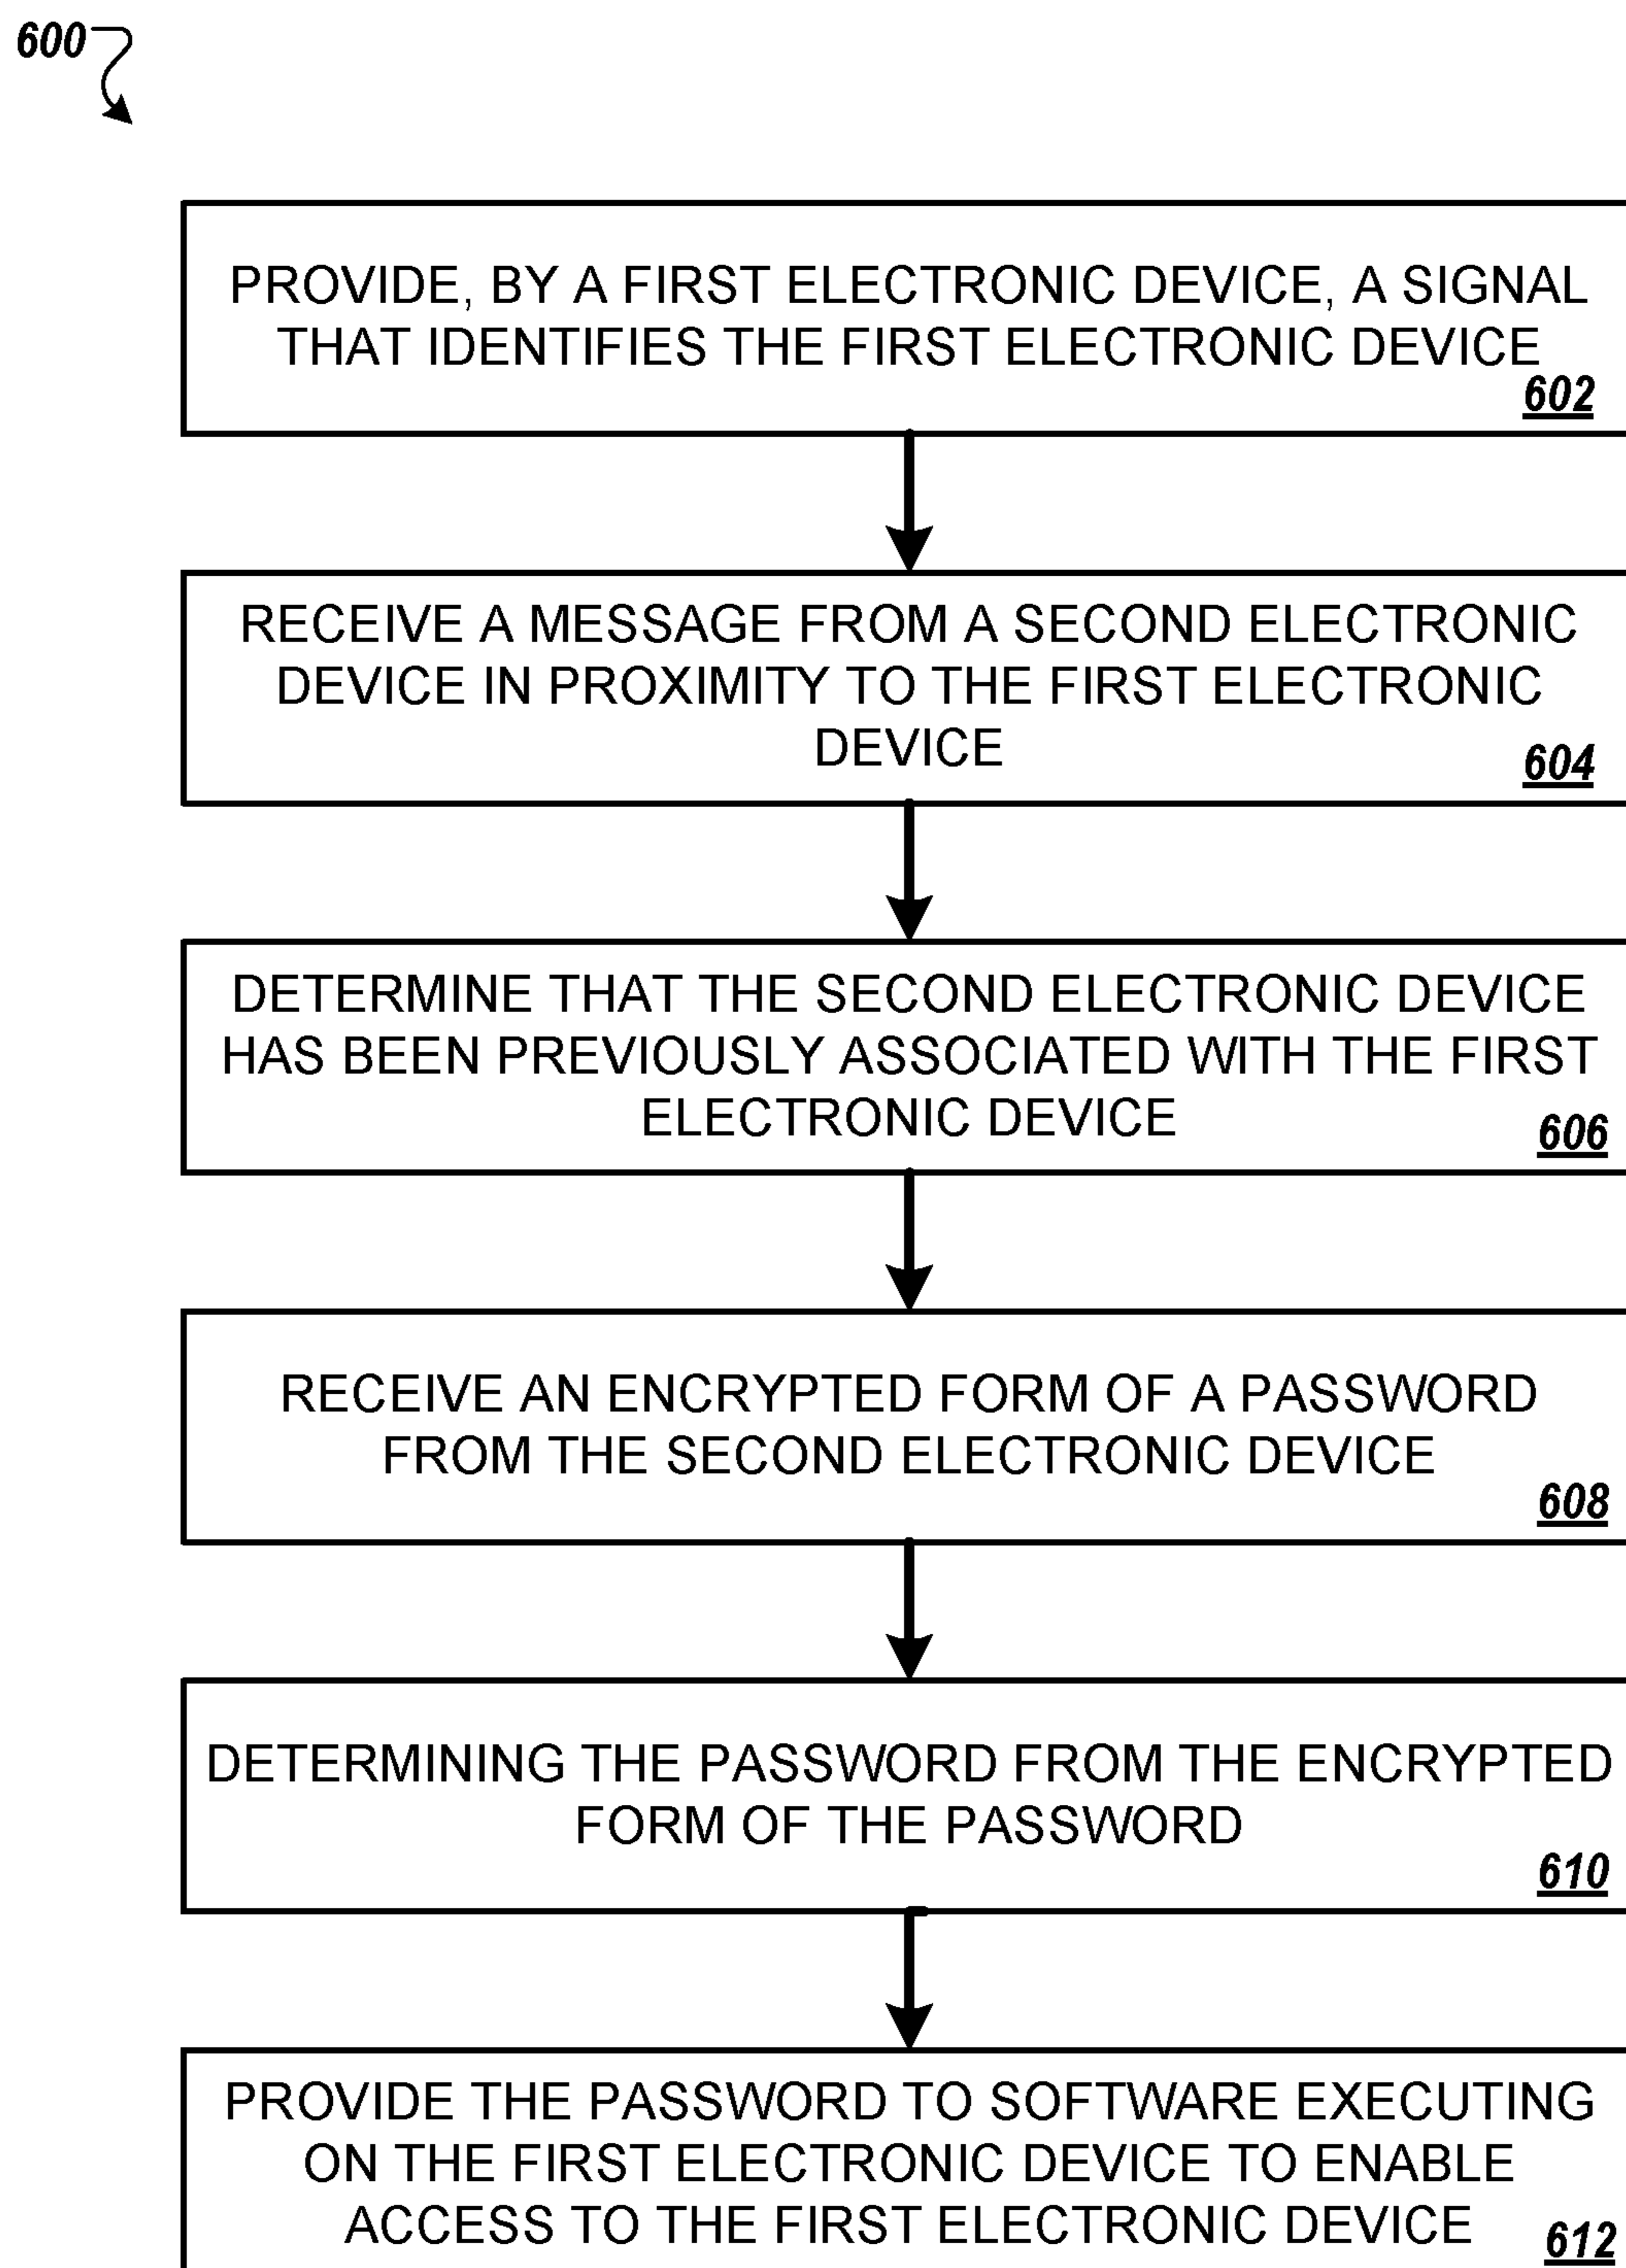 600
PROVIDE, BY A FIRST ELECTRONIC DEVICE, A SIGNAL
THAT IDENTIFIES THE FIRST ELECTRONIC DEVICE
602
RECEIVE A MESSAGE FROM A SECOND ELECTRONIC
DEVICE IN PROXIMITY TO THE FIRST ELECTRONIC
DEVICE
604
DETERMINE THAT THE SECOND ELECTRONIC DEVICE
HAS BEEN PREVIOUSLY ASSOCIATED WITH THE FIRST
ELECTRONIC DEVICE
606
RECEIVE AN ENCRYPTED FORM OF A PASSWORD
FROM THE SECOND ELECTRONIC DEVICE
608
DETERMINING THE PASSWORD FROM THE ENCRYPTED
FORM OF THE PASSWORD
610
PROVIDE THE PASSWORD TO SOFTWARE EXECUTING
ON THE FIRST ELECTRONIC DEVICE TO ENABLE
ACCESS TO THE FIRST ELECTRONIC DEVICE
612